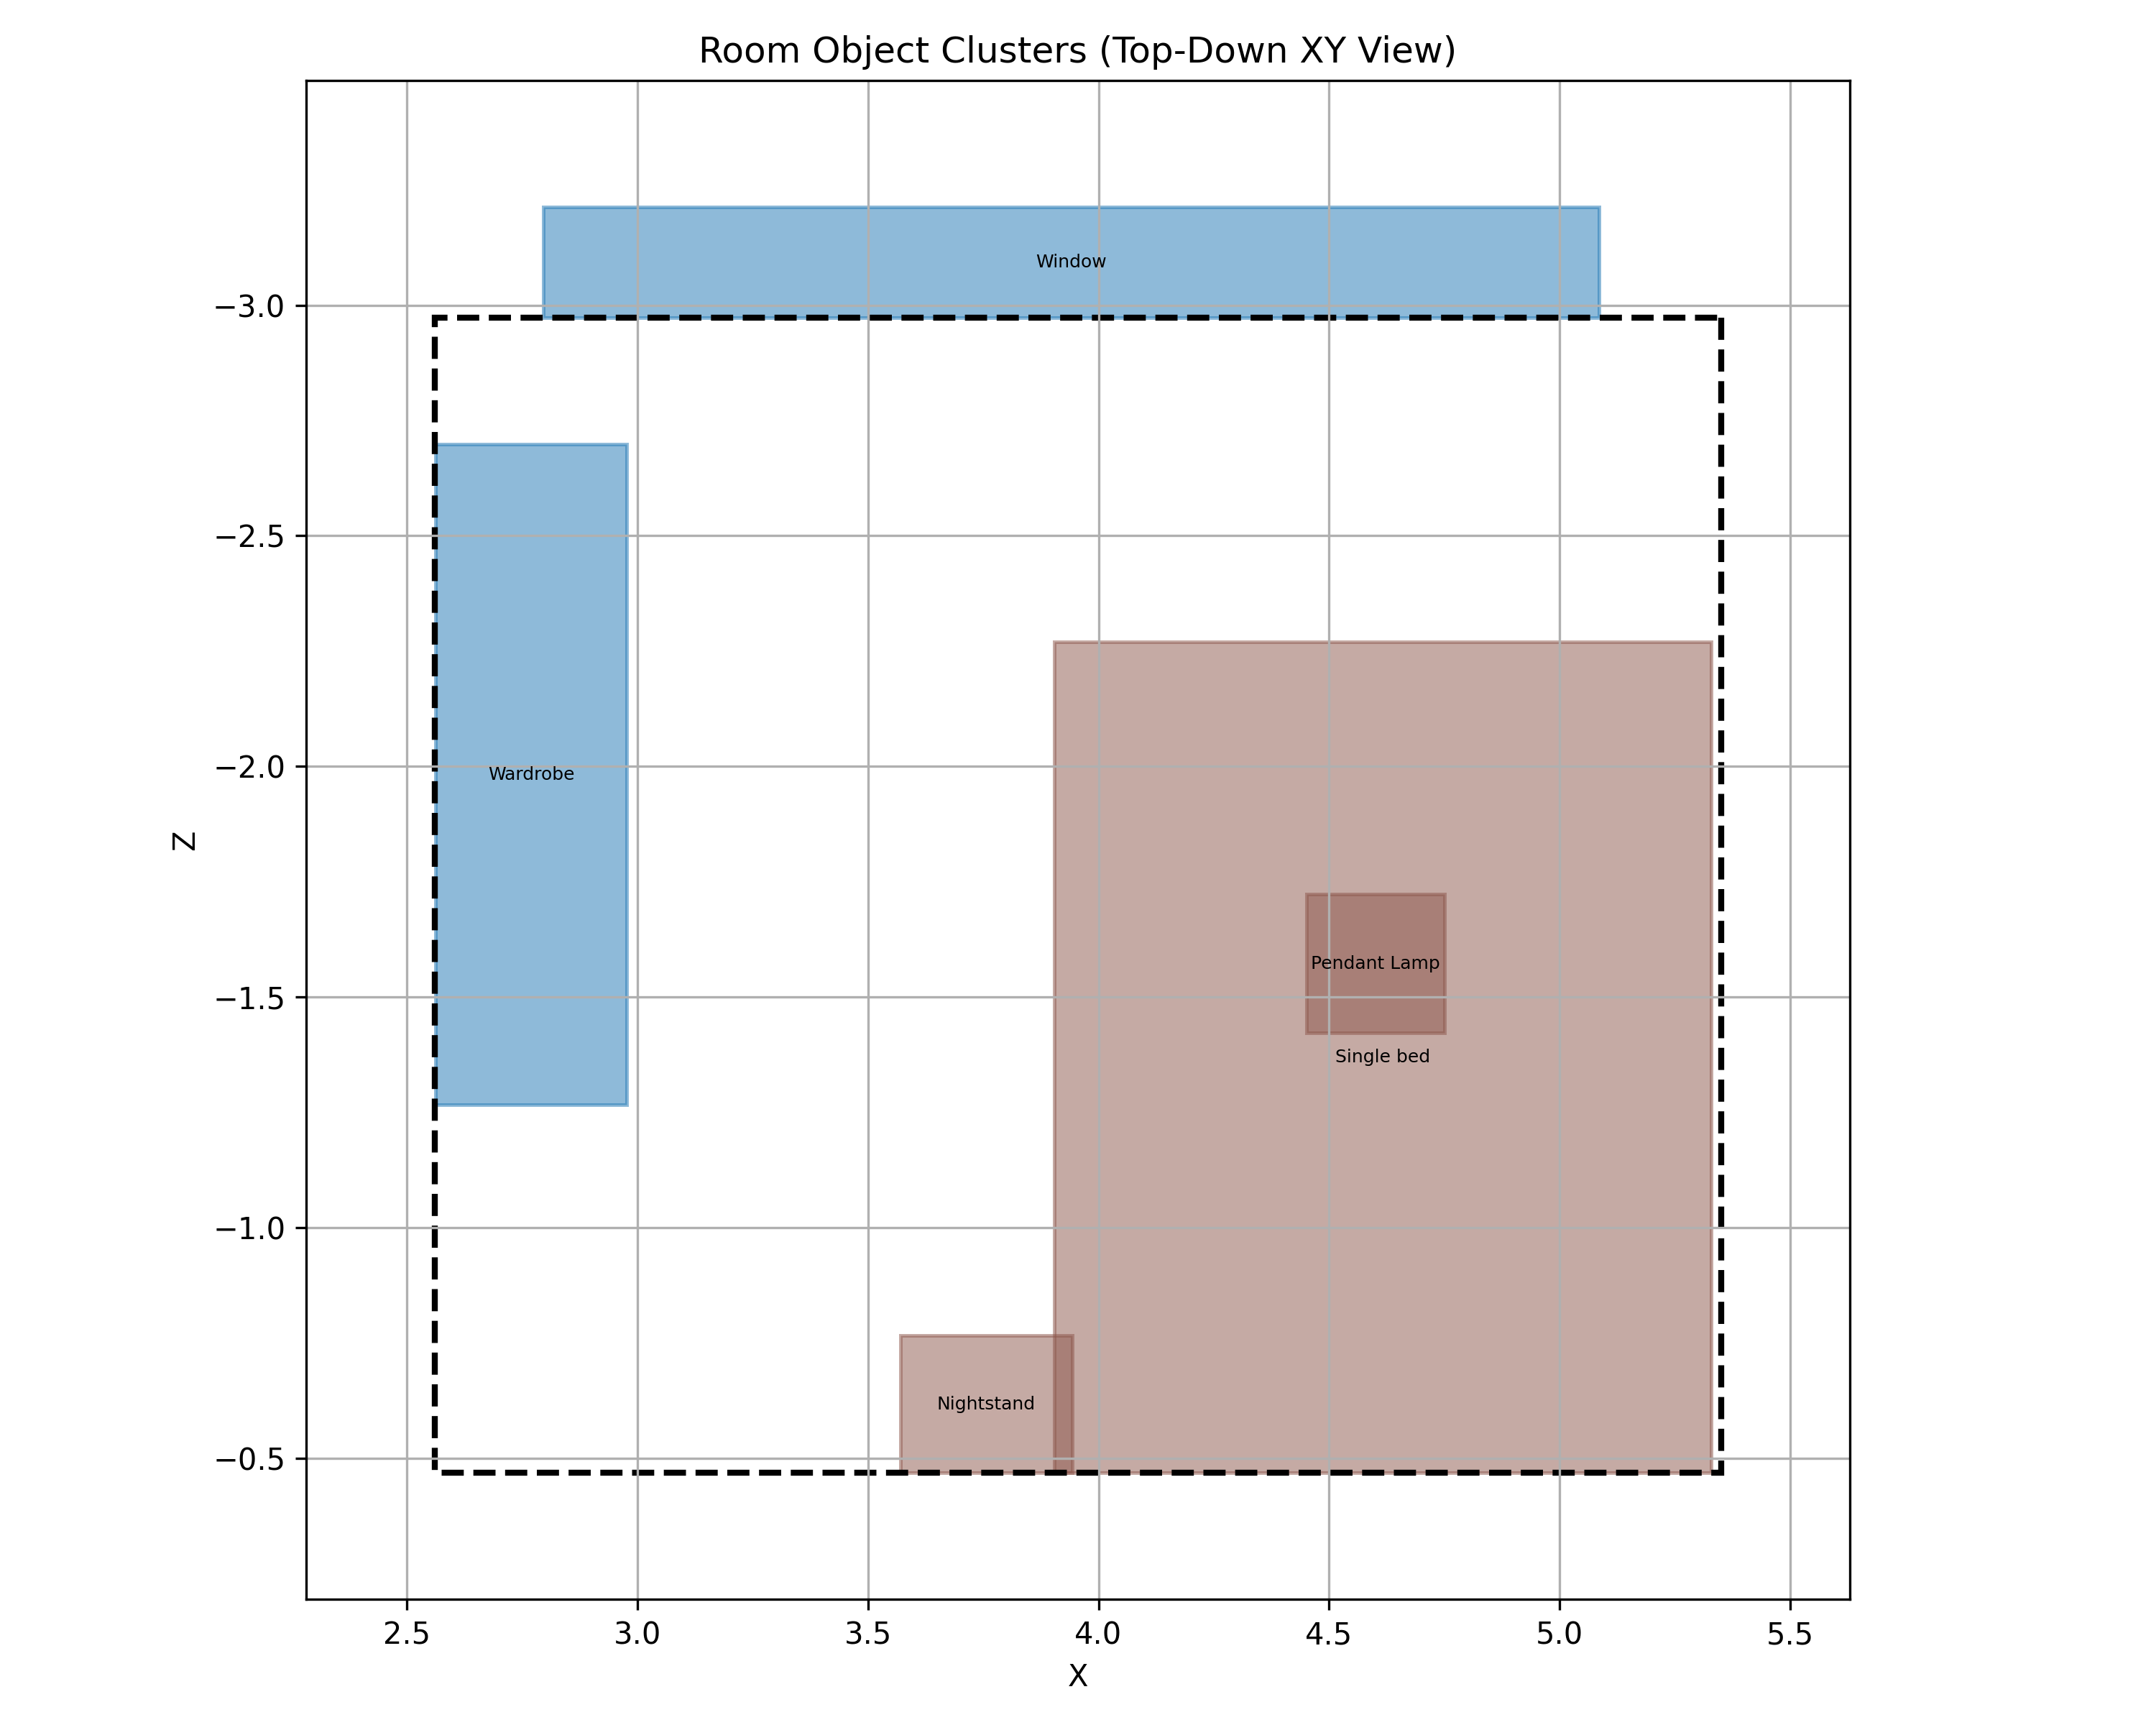 Room Object Clusters (Top-Down XY View)
Window
−3.0
−2.5
Wardrobe
−2.0
Z
Pendant Lamp
−1.5
Single bed
−1.0
Nightstand
−0.5
2.5 3.0 3.5 4.0 4.5 5.0 5.5
X